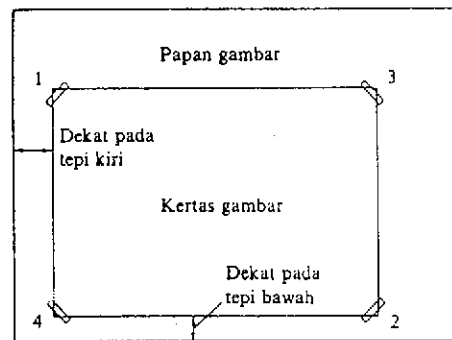 Papan gambar
1
3
Dekat pada
tepi kiri
Kertas gambar
Dekat pada
tepi bawah
4
2